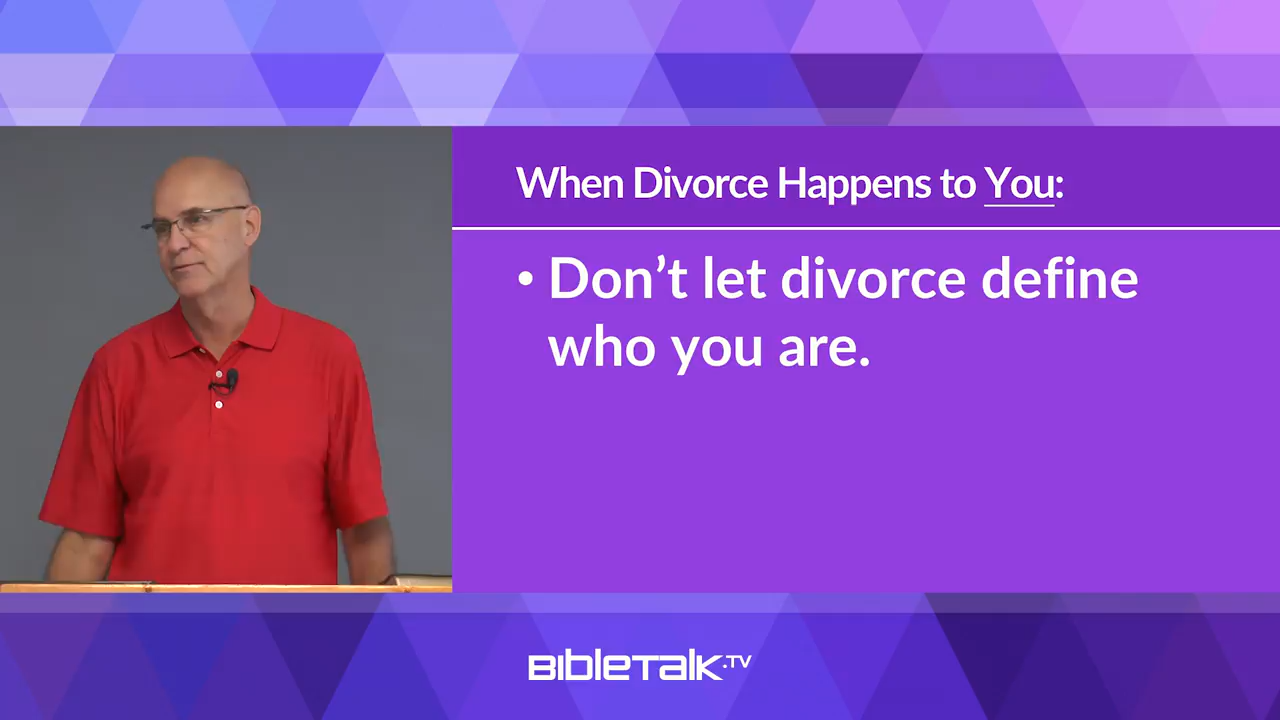 When Divorce Happens to You:
• Don’t let divorce define
who you are.
BIBLETALK.TV